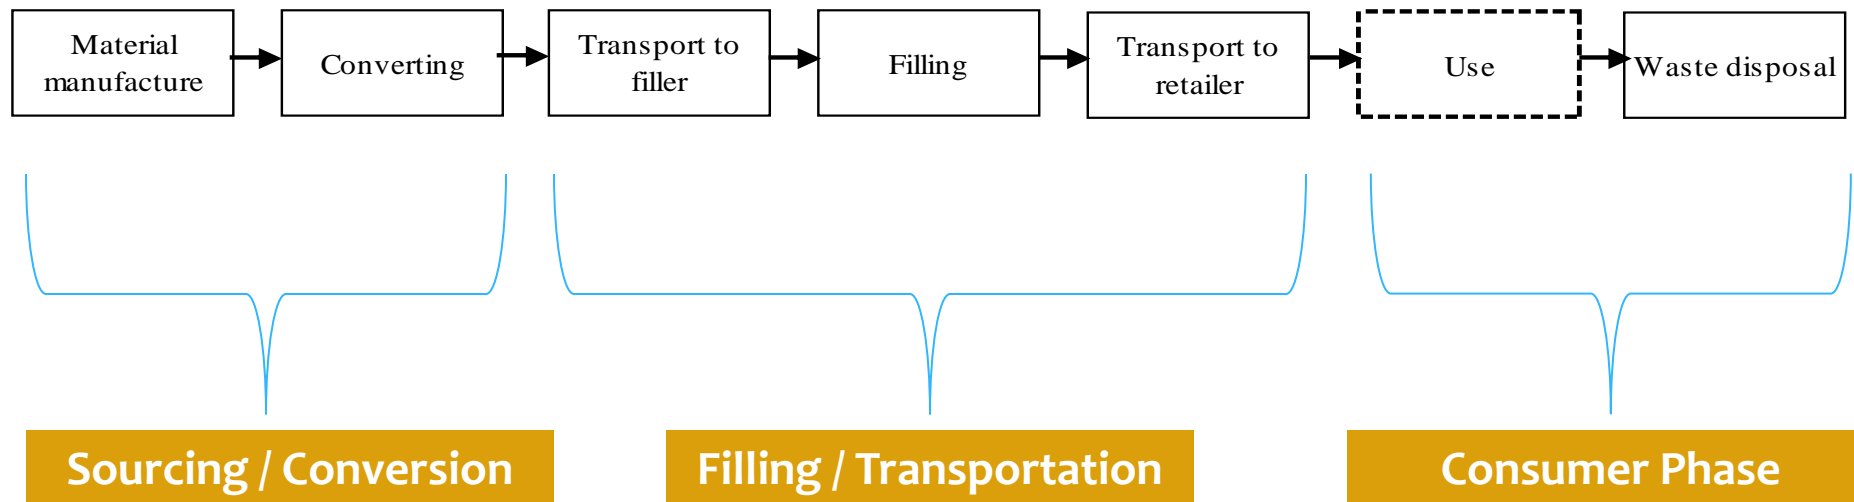 Material
manufacture
Converting
Transport to
filler
Filling
Transport to
retailer
Use
Waste disposal
Sourcing / Conversion
Filling / Transportation
Consumer Phase